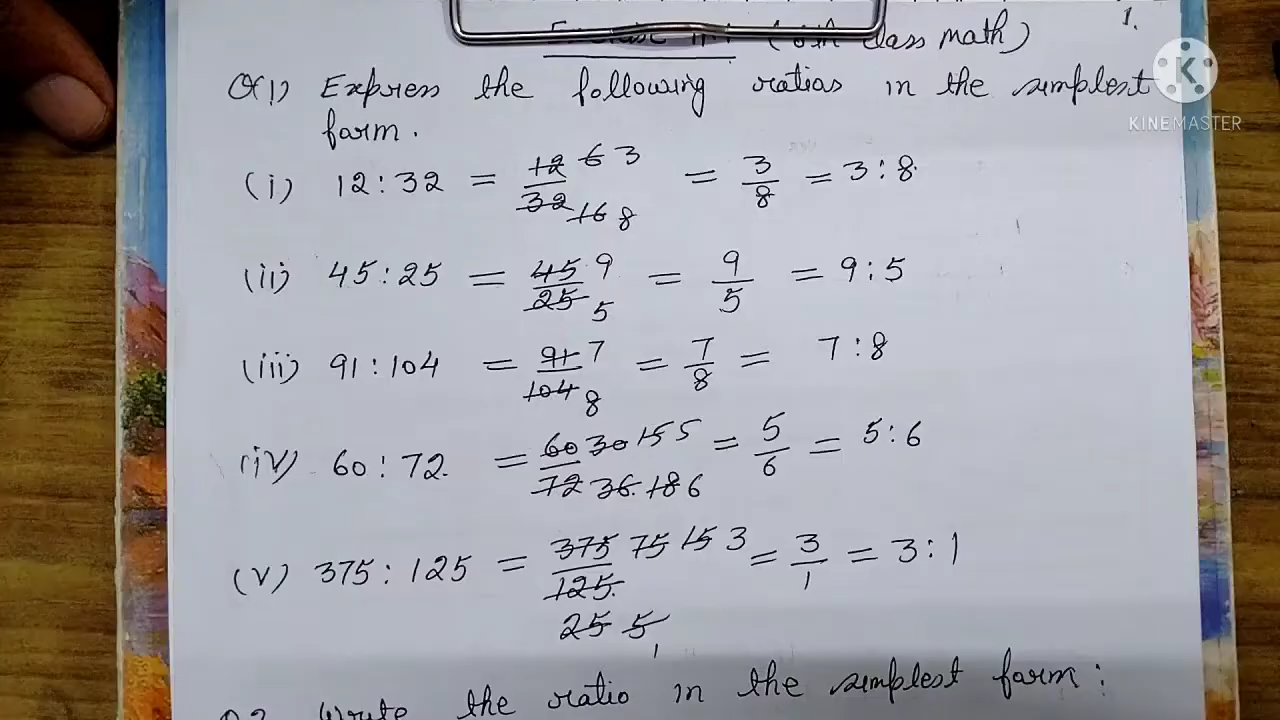 (6th class math) 1.
Q1) Express the following ratios in the simplest
form.
(i) 12:32 = 12/32 6 3 16 8 = 3/8 = 3:8
(ii) 45:25 = 45/25 9 5 = 9/5 = 9:5
(iii) 91:104 = 91/104 7 8 = 7/8 = 7:8
(iv) 60:72 = 60/72 30 15 5 36 18 6 = 5/6 = 5:6
(v) 375:125 = 375/125 75 15 3 = 3/1 = 3:1
25 5
1
Q2 Write the ratio in the simplest form:
K
KINEMASTER